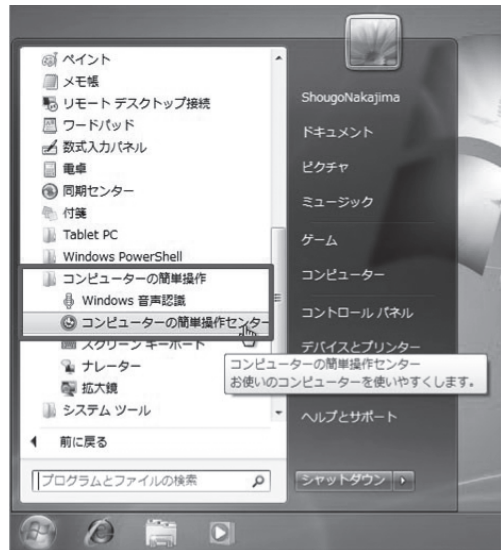 ペイント
メモ帳
リモート デスクトップ接続
ワードパッド
数式入力パネル
電卓
同期センター
付箋
Tablet PC
Windows PowerShell
コンピューターの簡単操作
Windows 音声認識
コンピューターの簡単操作センター
スクリーン キーボード
ナレーター
拡大鏡
システム ツール
前に戻る
プログラムとファイルの検索
ShougoNakajima
ドキュメント
ピクチャ
ミュージック
ゲーム
コンピューター
コントロール パネル
デバイスとプリンター
コンピューターの簡単操作センター
お使いのコンピューターを使いやすくします。
ヘルプとサポート
シャットダウン